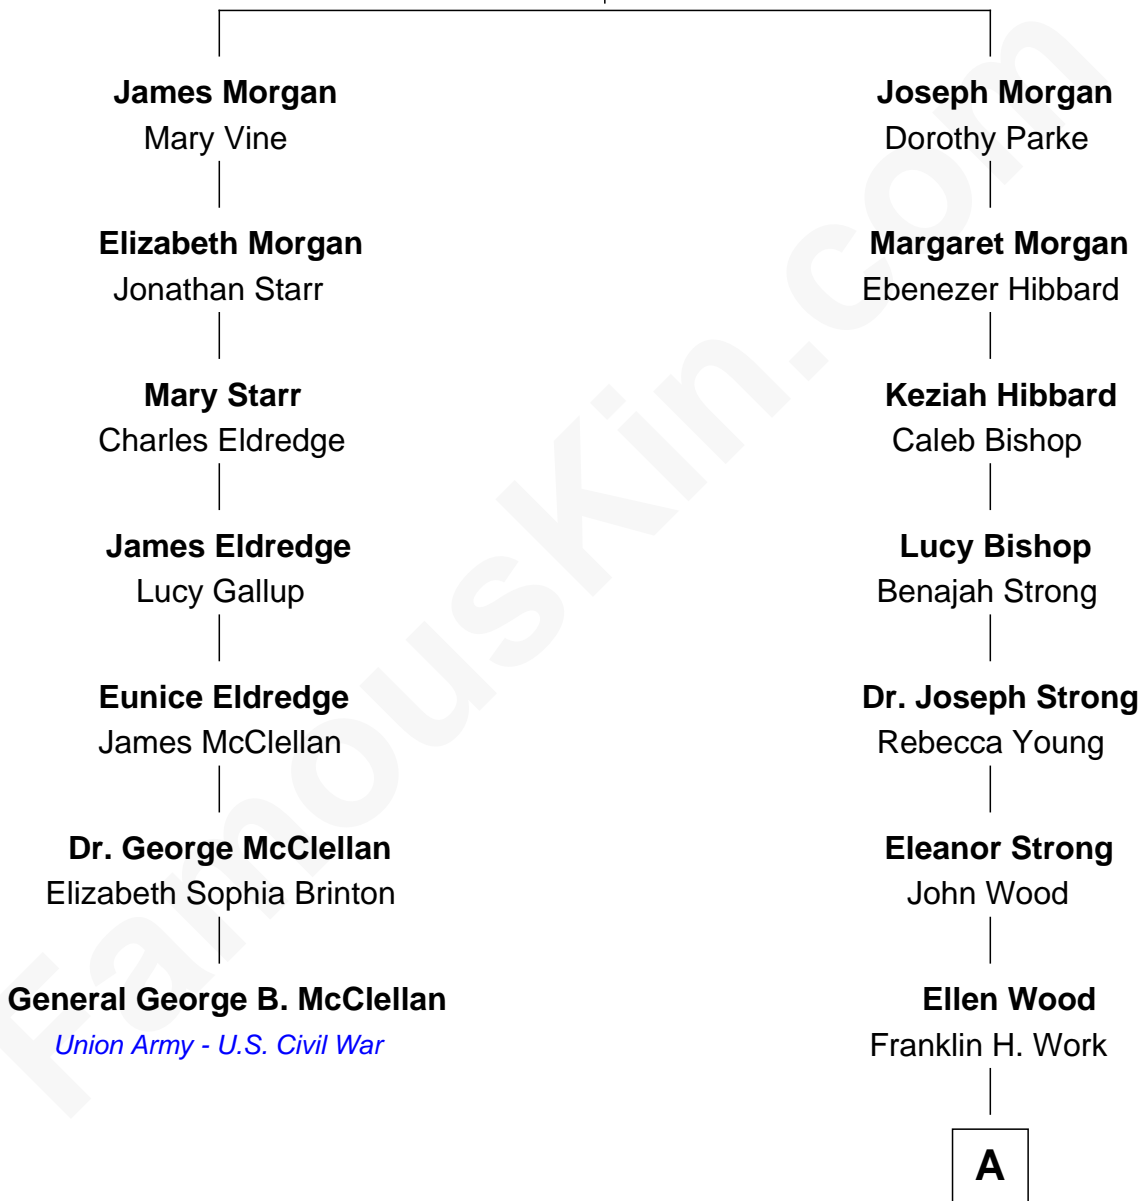 James Morgan
Mary Vine
Joseph Morgan
Dorothy Parke
Elizabeth Morgan
Jonathan Starr
Margaret Morgan
Ebenezer Hibbard
Mary Starr
Charles Eldredge
Keziah Hibbard
Caleb Bishop
James Eldredge
Lucy Gallup
Lucy Bishop
Benajah Strong
Eunice Eldredge
James McClellan
Dr. Joseph Strong
Rebecca Young
Dr. George McClellan
Elizabeth Sophia Brinton
Eleanor Strong
John Wood
General George B. McClellan
Union Army - U.S. Civil War
Ellen Wood
Franklin H. Work
A
FamousKin.com